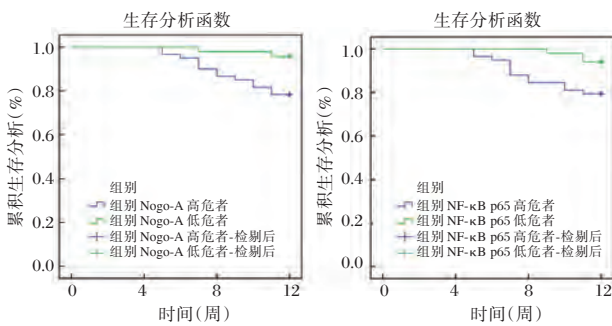 生存分析函数
累积生存分析(%)
1.0
0.8
0.6
0.4
0.2
0.0
组别
组别 Nogo-A 高危者
组别 Nogo-A 低危者
组别 Nogo-A 高危者-检剔后
组别 Nogo-A 低危者-检剔后
0 4 8 12
时间(周)
生存分析函数
累积生存分析(%)
1.0
0.8
0.6
0.4
0.2
0.0
组别
组别 NF-κB p65 高危者
组别 NF-κB p65 低危者
组别 NF-κB p65 高危者-检剔后
组别 NF-κB p65 低危者-检剔后
0 4 8 12
时间(周)